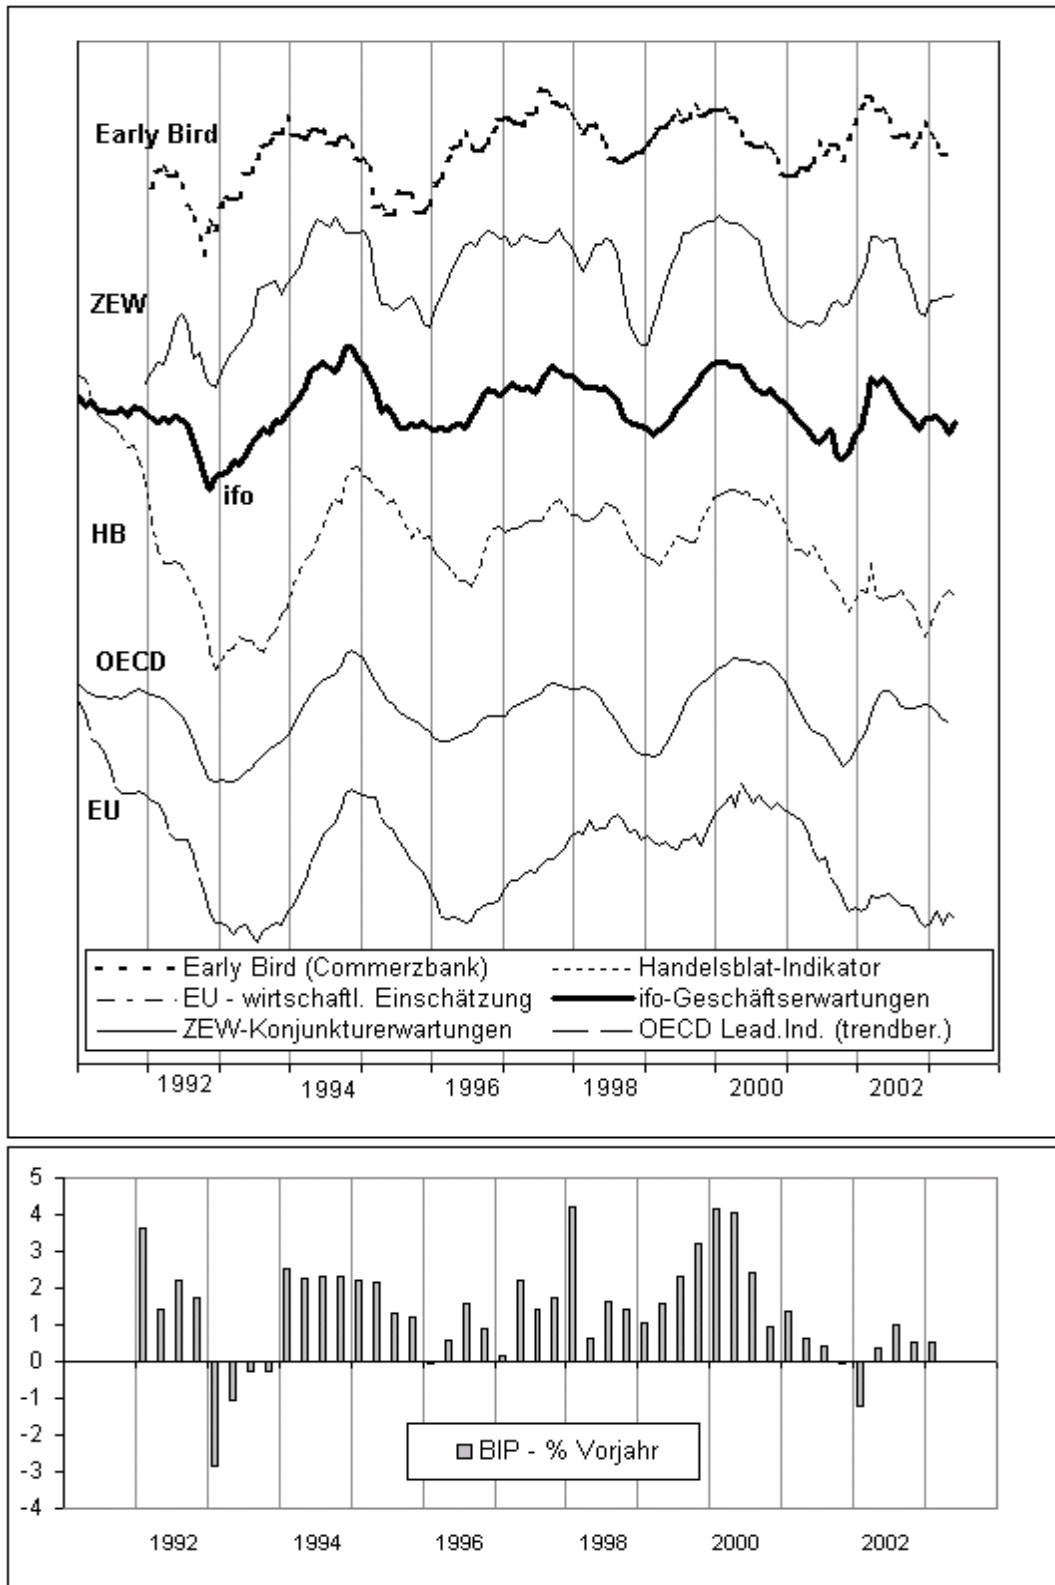 Early Bird
ZEW
ifo
HB
OECD
EU
Early Bird (Commerzbank) Handelsblat-Indikator
EU - wirtschaftl. Einschätzung ifo-Geschäftserwartungen
ZEW-Konjunkturerwartungen OECD Lead.Ind. (trendber.)
1992 1994 1996 1998 2000 2002
5
4
3
2
1
0
-1
-2
-3
-4
BIP - % Vorjahr
1992 1994 1996 1998 2000 2002